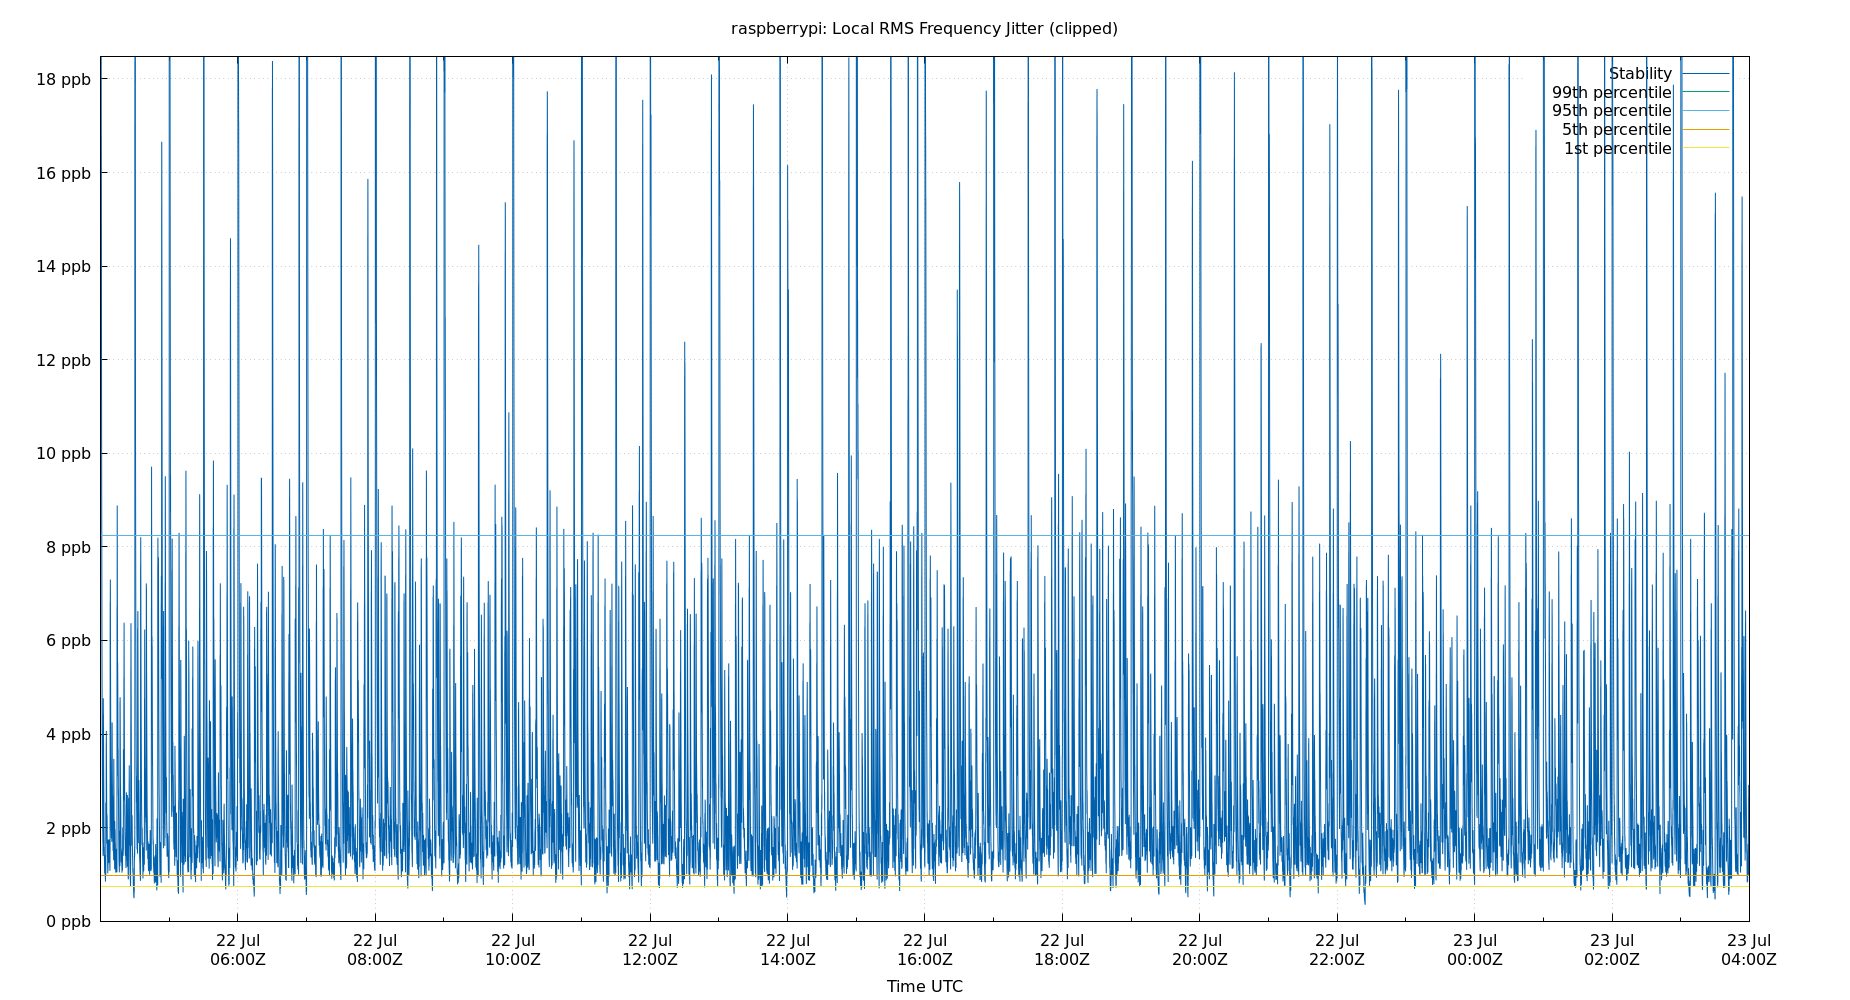 raspberrypi: Local RMS Frequency Jitter (clipped)
18 ppb
16 ppb
14 ppb
12 ppb
10 ppb
8 ppb
6 ppb
4 ppb
2 ppb
0 ppb
Stability
99th percentile
95th percentile
5th percentile
1st percentile
22 Jul 22 Jul 22 Jul 22 Jul 22 Jul 22 Jul 22 Jul 22 Jul 22 Jul 23 Jul 23 Jul 23 Jul
06:00Z 08:00Z 10:00Z 12:00Z 14:00Z 16:00Z 18:00Z 20:00Z 22:00Z 00:00Z 02:00Z 04:00Z
Time UTC